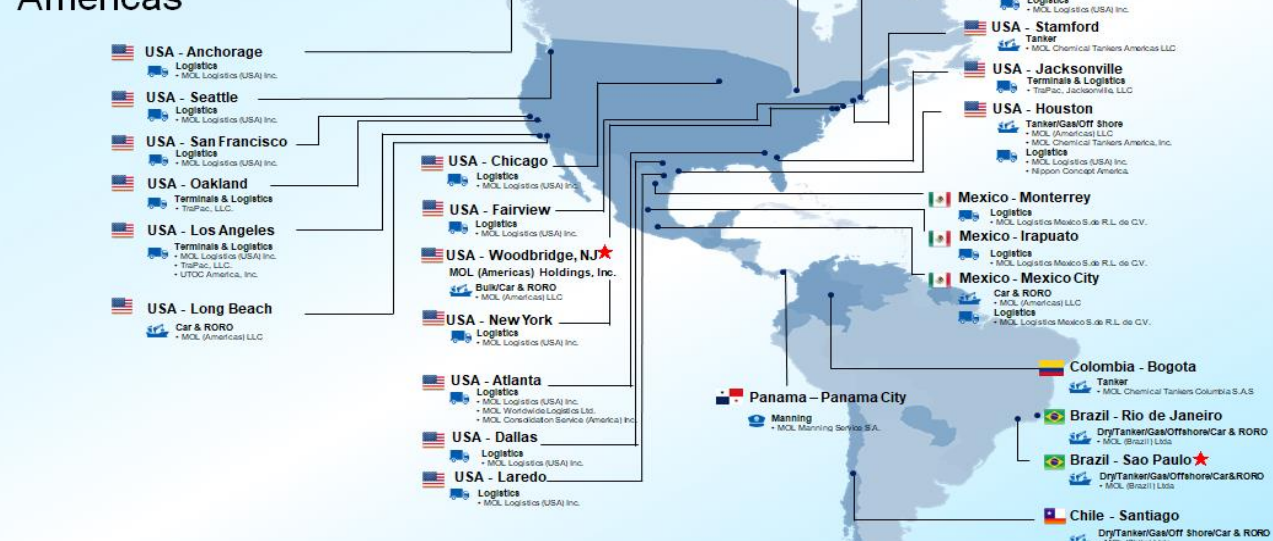 Americas
USA - Anchorage
Logistics
• MOL Logistics (USA) Inc.
USA - Seattle
Logistics
• MOL Logistics (USA) Inc.
USA - San Francisco
Logistics
• MOL Logistics (USA) Inc.
USA - Oakland
Terminals & Logistics
• TraPac, LLC.
USA - Los Angeles
Terminals & Logistics
• MOL Logistics (USA) Inc.
• TraPac, LLC.
• UTOC America, Inc.
USA - Long Beach
Car & RORO
• MOL (Americas) LLC
USA - Chicago
Logistics
• MOL Logistics (USA) Inc.
USA - Fairview
Logistics
• MOL Logistics (USA) Inc.
USA - Woodbridge, NJ
MOL (Americas) Holdings, Inc.
Bulk/Car & RORO
• MOL (Americas) LLC
USA - New York
Logistics
• MOL Logistics (USA) Inc.
USA - Atlanta
Logistics
• MOL Logistics (USA) Inc.
• MOL Worldwide Logistics Ltd.
• MOL Consolidation Service (America) Inc.
USA - Dallas
Logistics
• MOL Logistics (USA) Inc.
USA - Laredo
Logistics
• MOL Logistics (USA) Inc.
Panama – Panama City
Manning
• MOL Manning Service S.A.
Logistics
• MOL Logistics (USA) Inc.
USA - Stamford
Tanker
• MOL Chemical Tankers Americas LLC
USA - Jacksonville
Terminals & Logistics
• TraPac, Jacksonville, LLC
USA - Houston
Tanker/Gas/Off Shore
• MOL (Americas) LLC
• MOL Chemical Tankers America, Inc.
Logistics
• MOL Logistics (USA) Inc.
• Nippon Concept America.
Mexico - Monterrey
Logistics
• MOL Logistics Mexico S.de R.L. de C.V.
Mexico - Irapuato
Logistics
• MOL Logistics Mexico S.de R.L. de C.V.
Mexico - Mexico City
Car & RORO
• MOL (Americas) LLC
Logistics
• MOL Logistics Mexico S.de R.L. de C.V.
Colombia - Bogota
Tanker
• MOL Chemical Tankers Columbia S.A.S
Brazil - Rio de Janeiro
Dry/Tanker/Gas/Offshore/Car & RORO
• MOL (Brazil) Ltda
Brazil - Sao Paulo
Dry/Tanker/Gas/Offshore/Car&RORO
• MOL (Brazil) Ltda
Chile - Santiago
Dry/Tanker/Gas/Off Shore/Car & RORO